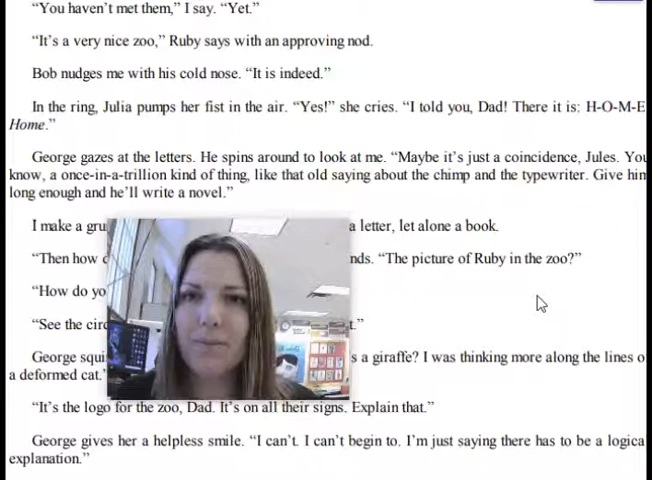 “You haven’t met them,” I say. “Yet.”
“It’s a very nice zoo,” Ruby says with an approving nod.
Bob nudges me with his cold nose. “It is indeed.”
In the ring, Julia pumps her fist in the air. “Yes!” she cries. “I told you, Dad! There it is: H-O-M-E
Home.”
George gazes at the letters. He spins around to look at me. “Maybe it’s just a coincidence, Jules. You
know, a once-in-a-trillion kind of thing, like that old saying about the chimp and the typewriter. Give him
long enough and he’ll write a novel.”
I make a gru a letter, let alone a book.
“Then how nds. “The picture of Ruby in the zoo?”
“How do yo
“See the circ t.”
George squi s a giraffe? I was thinking more along the lines o
a deformed cat.”
“It’s the logo for the zoo, Dad. It’s on all their signs. Explain that.”
George gives her a helpless smile. “I can’t. I can’t begin to. I’m just saying there has to be a logica
explanation.”